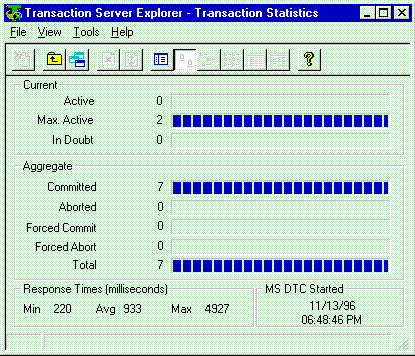 Transaction Server Explorer - Transaction Statistics
File View Tools Help
Current
Active 0
Max. Active 2
In Doubt 0
Aggregate
Committed 7
Aborted 0
Forced Commit 0
Forced Abort 0
Total 7
Response Times (milliseconds)
Min 220 Avg 933 Max 4927
MS DTC Started
11/13/96
06:48:46 PM